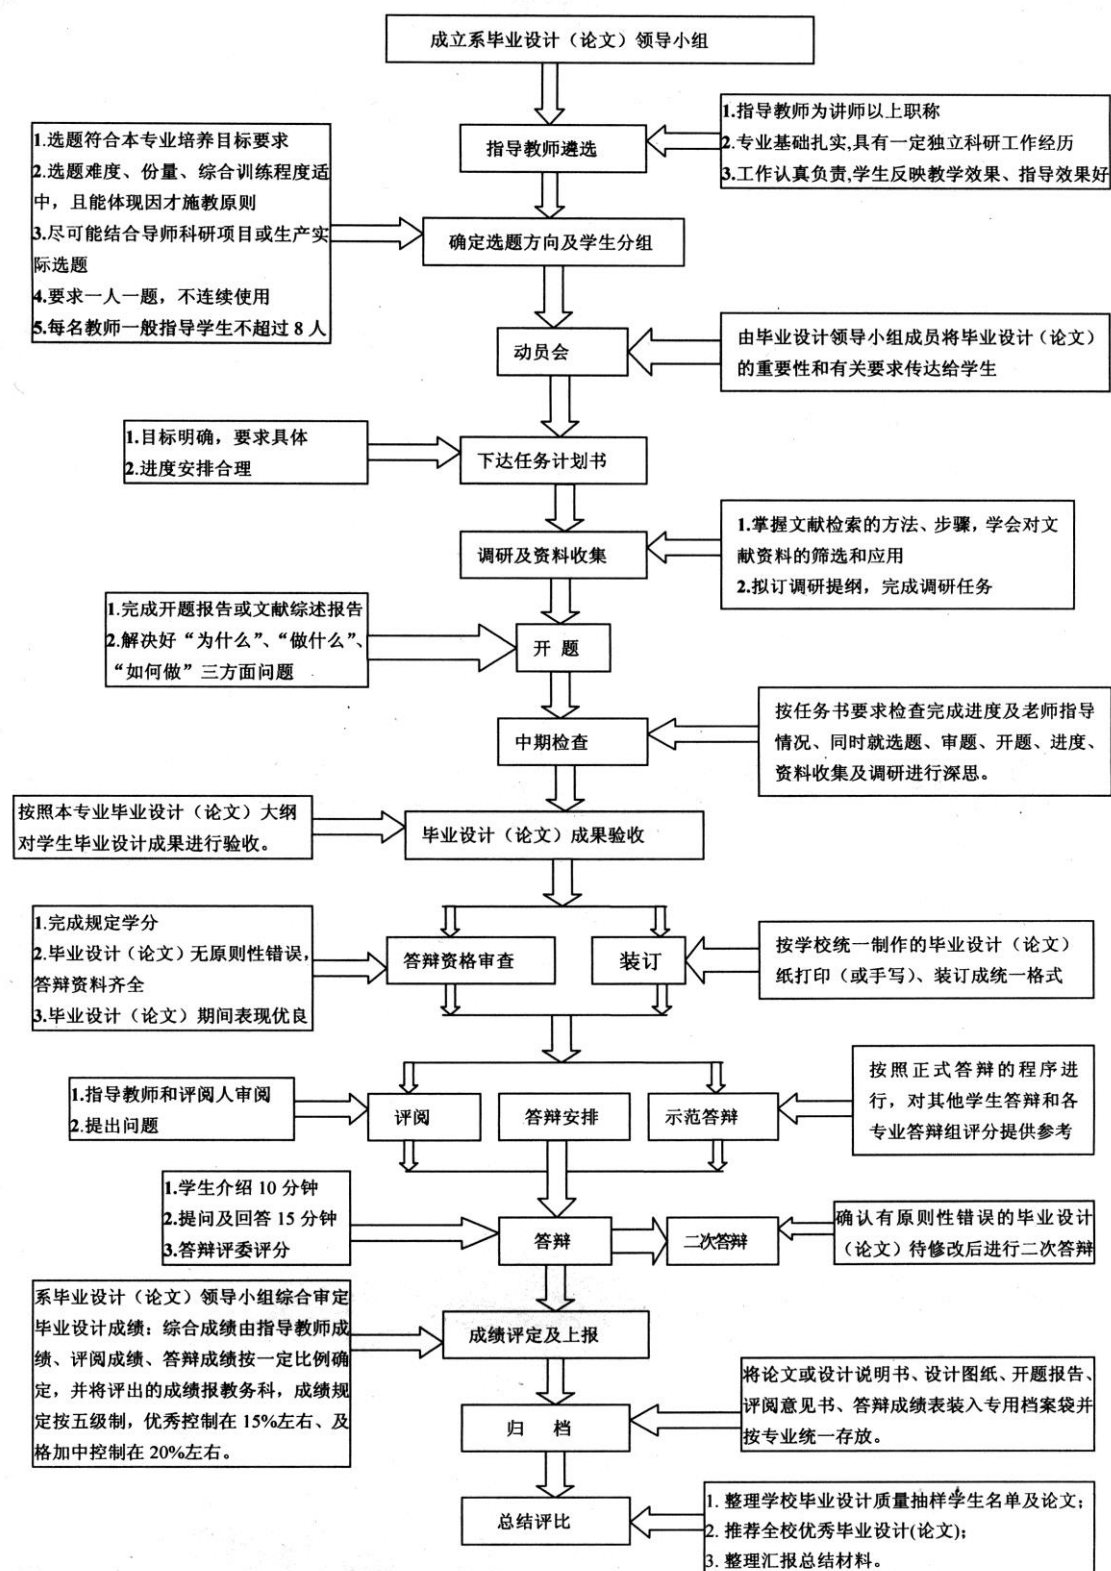 成立系毕业设计（论文）领导小组
指导教师遴选
1.指导教师为讲师以上职称
2.专业基础扎实,具有一定独立科研工作经历
3.工作认真负责,学生反映教学效果、指导效果好
1.选题符合本专业培养目标要求
2.选题难度、份量、综合训练程度适
中，且能体现因才施教原则
3.尽可能结合导师科研项目或生产实
际选题
4.要求一人一题，不连续使用
5.每名教师一般指导学生不超过 8 人
确定选题方向及学生分组
动员会
由毕业设计领导小组成员将毕业设计（论文）
的重要性和有关要求传达给学生
1.目标明确，要求具体
2.进度安排合理
下达任务计划书
调研及资料收集
1.掌握文献检索的方法、步骤，学会对文
献资料的筛选和应用
2.拟订调研提纲，完成调研任务
1.完成开题报告或文献综述报告
2.解决好“为什么”、“做什么”、
“如何做”三方面问题
开 题
中期检查
按任务书要求检查完成进度及老师指导
情况、同时就选题、审题、开题、进度、
资料收集及调研进行深思。
按照本专业毕业设计（论文）大纲
对学生毕业设计成果进行验收。
毕业设计（论文）成果验收
1.完成规定学分
2.毕业设计（论文）无原则性错误，
答辩资料齐全
3.毕业设计（论文）期间表现优良
答辩资格审查
装订
按学校统一制作的毕业设计（论文）
纸打印（或手写）、装订成统一格式
1.指导教师和评阅人审阅
2.提出问题
评阅
答辩安排
示范答辩
按照正式答辩的程序进
行，对其他学生答辩和各
专业答辩组评分提供参考
1.学生介绍 10 分钟
2.提问及回答 15 分钟
3.答辩评委评分
答辩
二次答辩
确认有原则性错误的毕业设计
（论文）待修改后进行二次答辩
系毕业设计（论文）领导小组综合审定
毕业设计成绩：综合成绩由指导教师成
绩、评阅成绩、答辩成绩按一定比例确
定，并将评出的成绩报教务科，成绩规
定按五级制，优秀控制在 15%左右、及
格加中控制在 20%左右。
成绩评定及上报
归 档
将论文或设计说明书、设计图纸、开题报告、
评阅意见书、答辩成绩表装入专用档案袋并
按专业统一存放。
总结评比
1. 整理学校毕业设计质量抽样学生名单及论文；
2. 推荐全校优秀毕业设计(论文)；
3. 整理汇报总结材料。